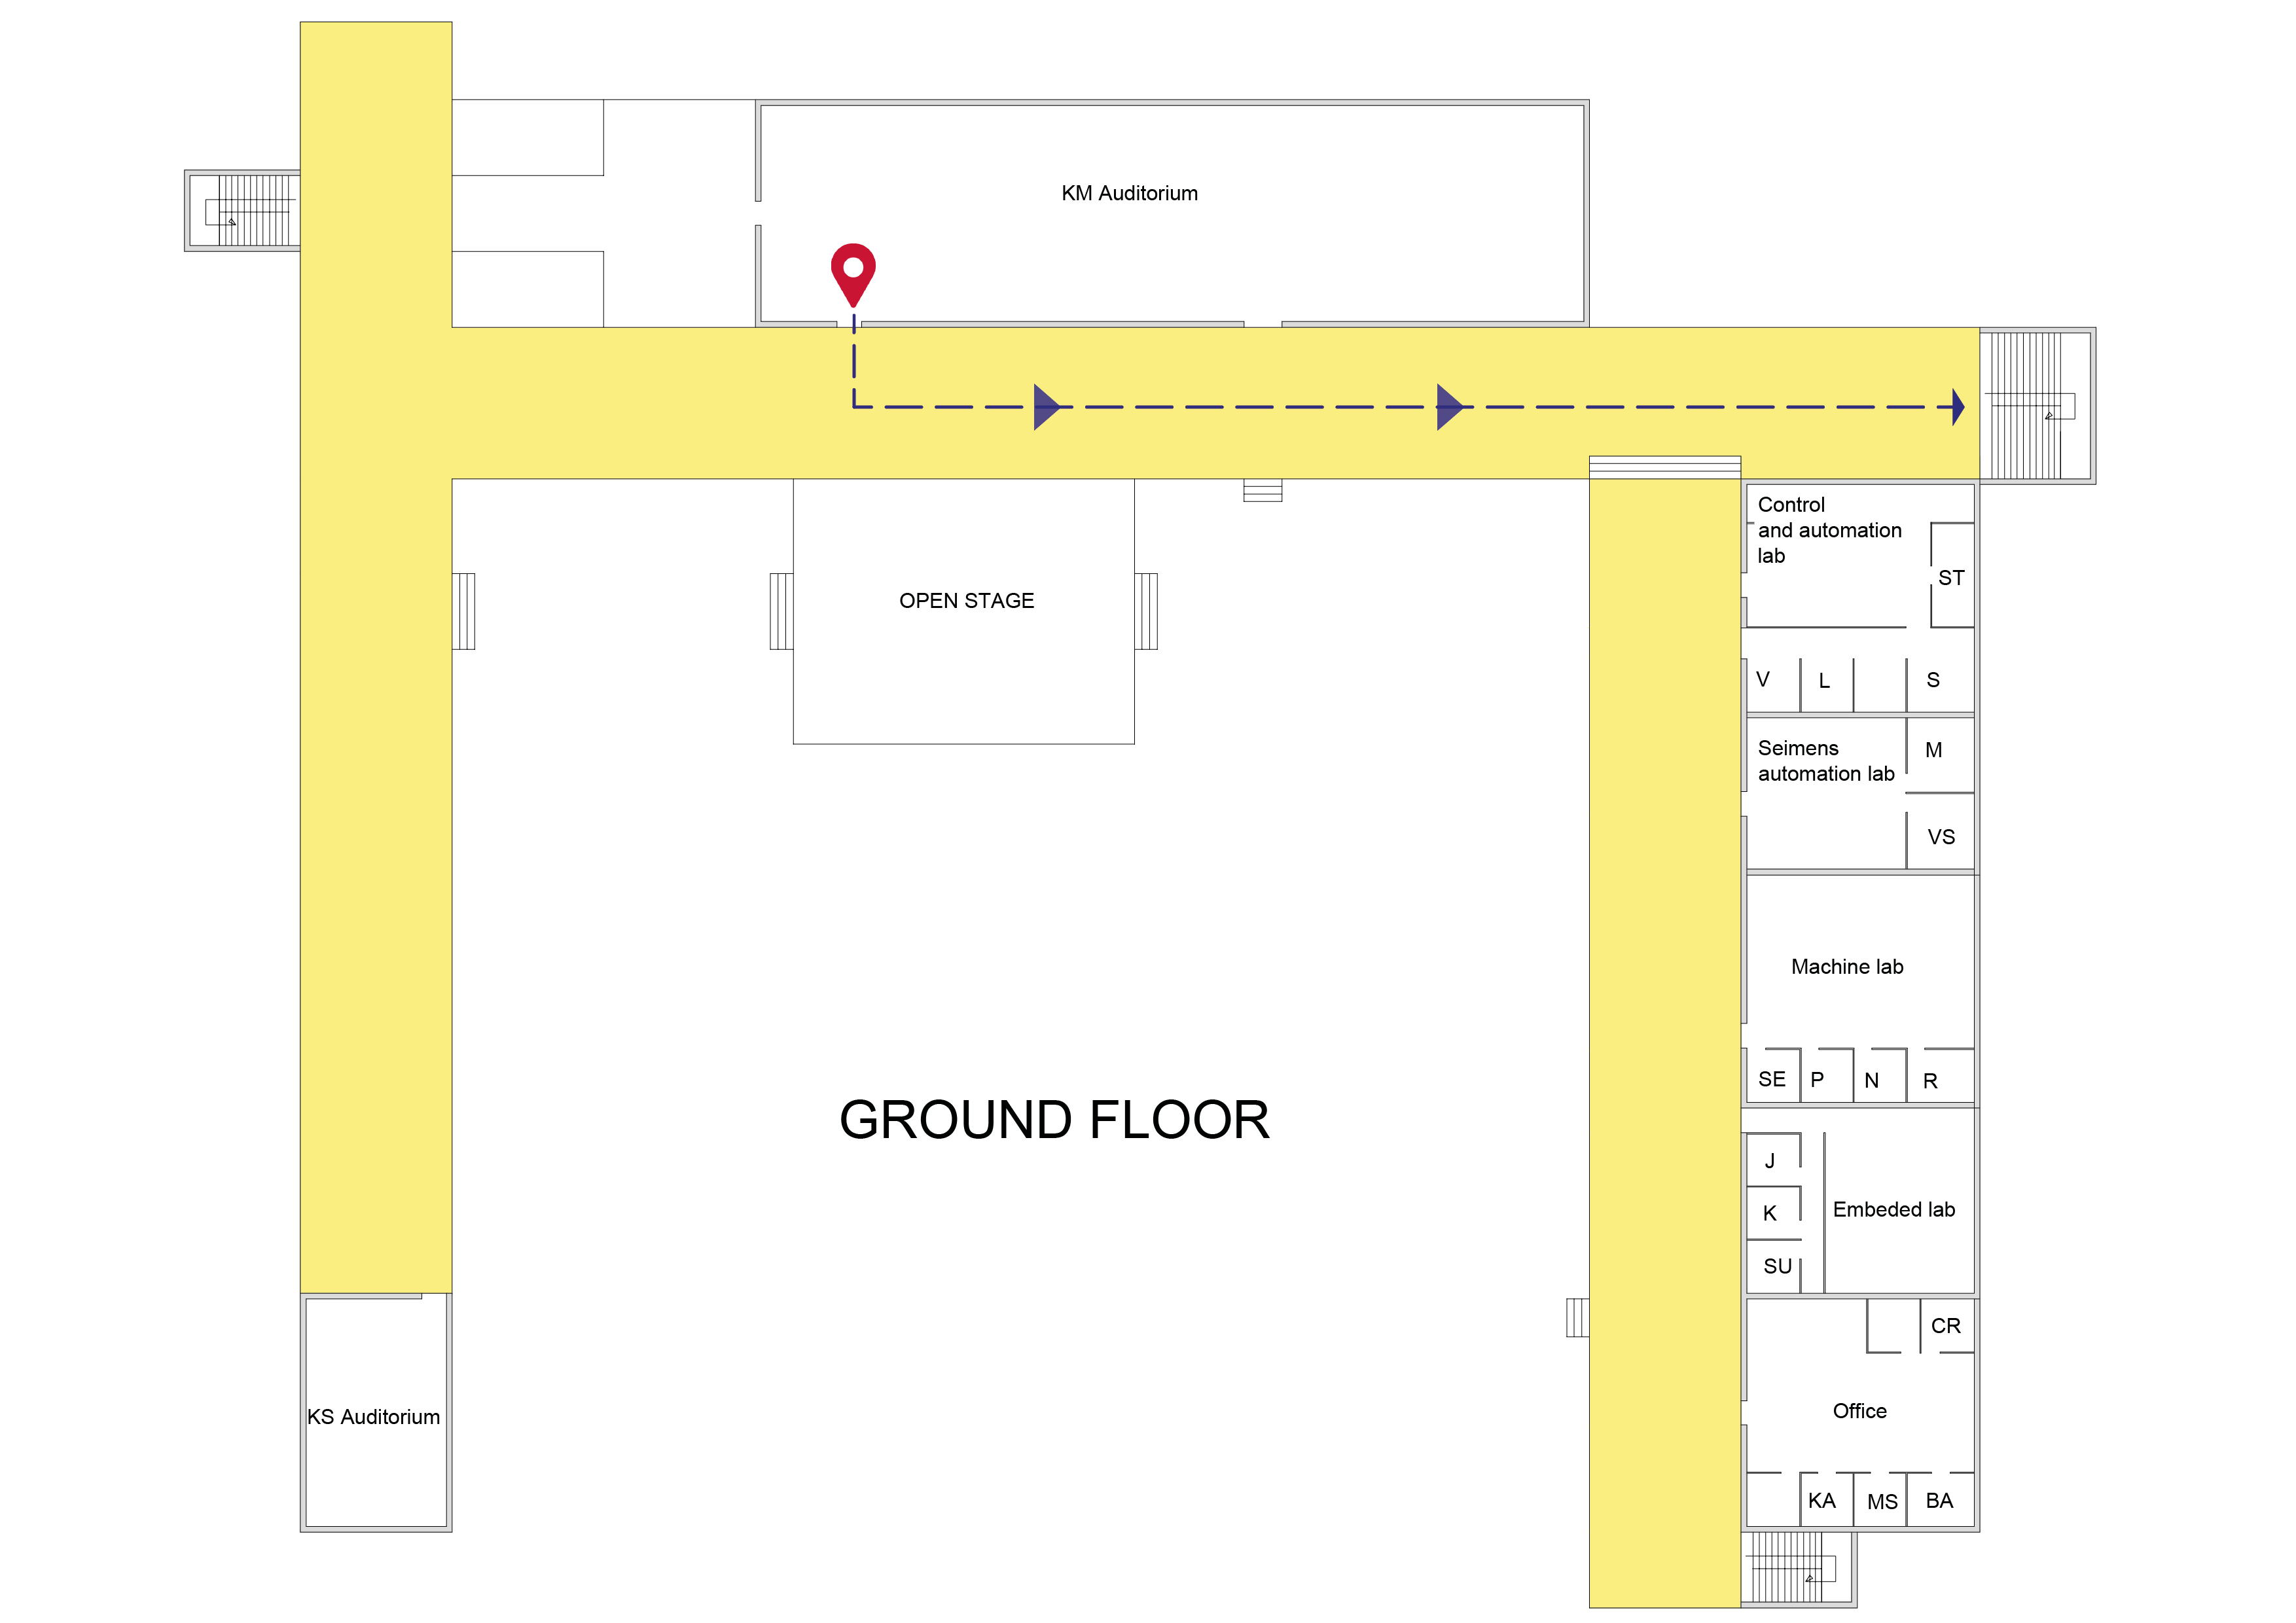 KM Auditorium
Control
and automation
lab
ST
OPEN STAGE
V
L
S
Seimens
automation lab
M
VS
Machine lab
SE
P
N
R
GROUND FLOOR
J
K
Embeded lab
SU
CR
KS Auditorium
Office
KA
MS
BA